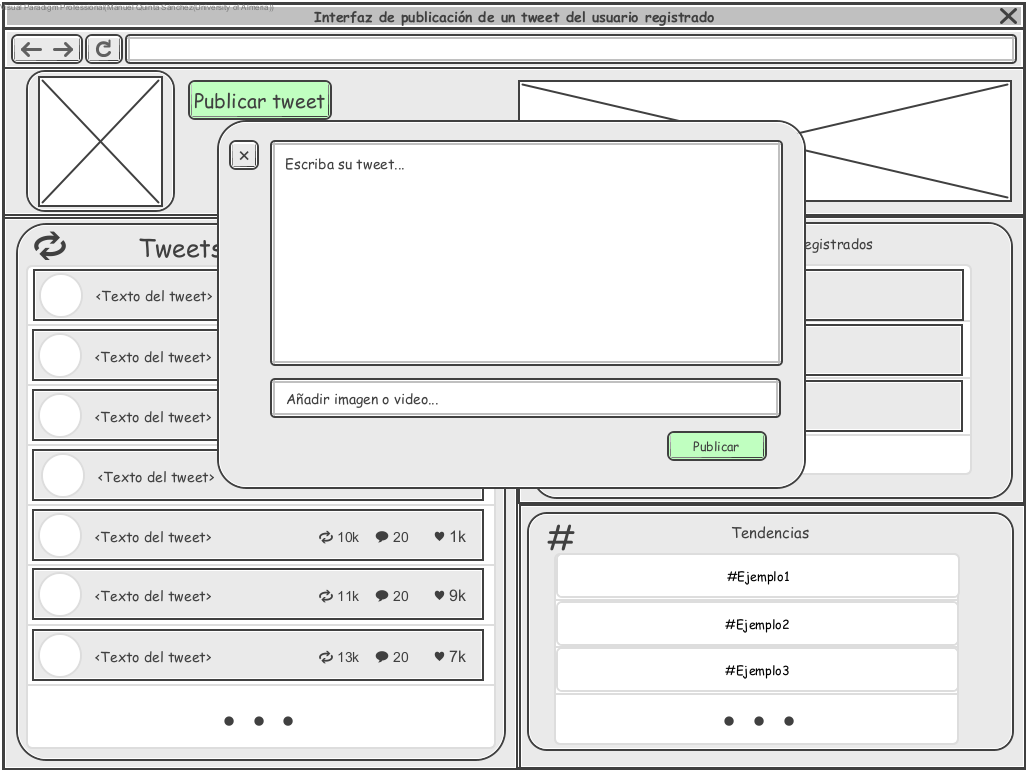 Visual Paradigm Professional(Manuel Quinta Sanchez(University of Almeria))
Interfaz de publicación de un tweet del usuario registrado
Publicar tweet
Escriba su tweet...
Añadir imagen o video...
Publicar
Tweets
<Texto del tweet>
<Texto del tweet>
<Texto del tweet>
<Texto del tweet>
<Texto del tweet> 10k 20 1k
<Texto del tweet> 11k 20 9k
<Texto del tweet> 13k 20 7k
egistrados
# Tendencias
#Ejemplo1
#Ejemplo2
#Ejemplo3